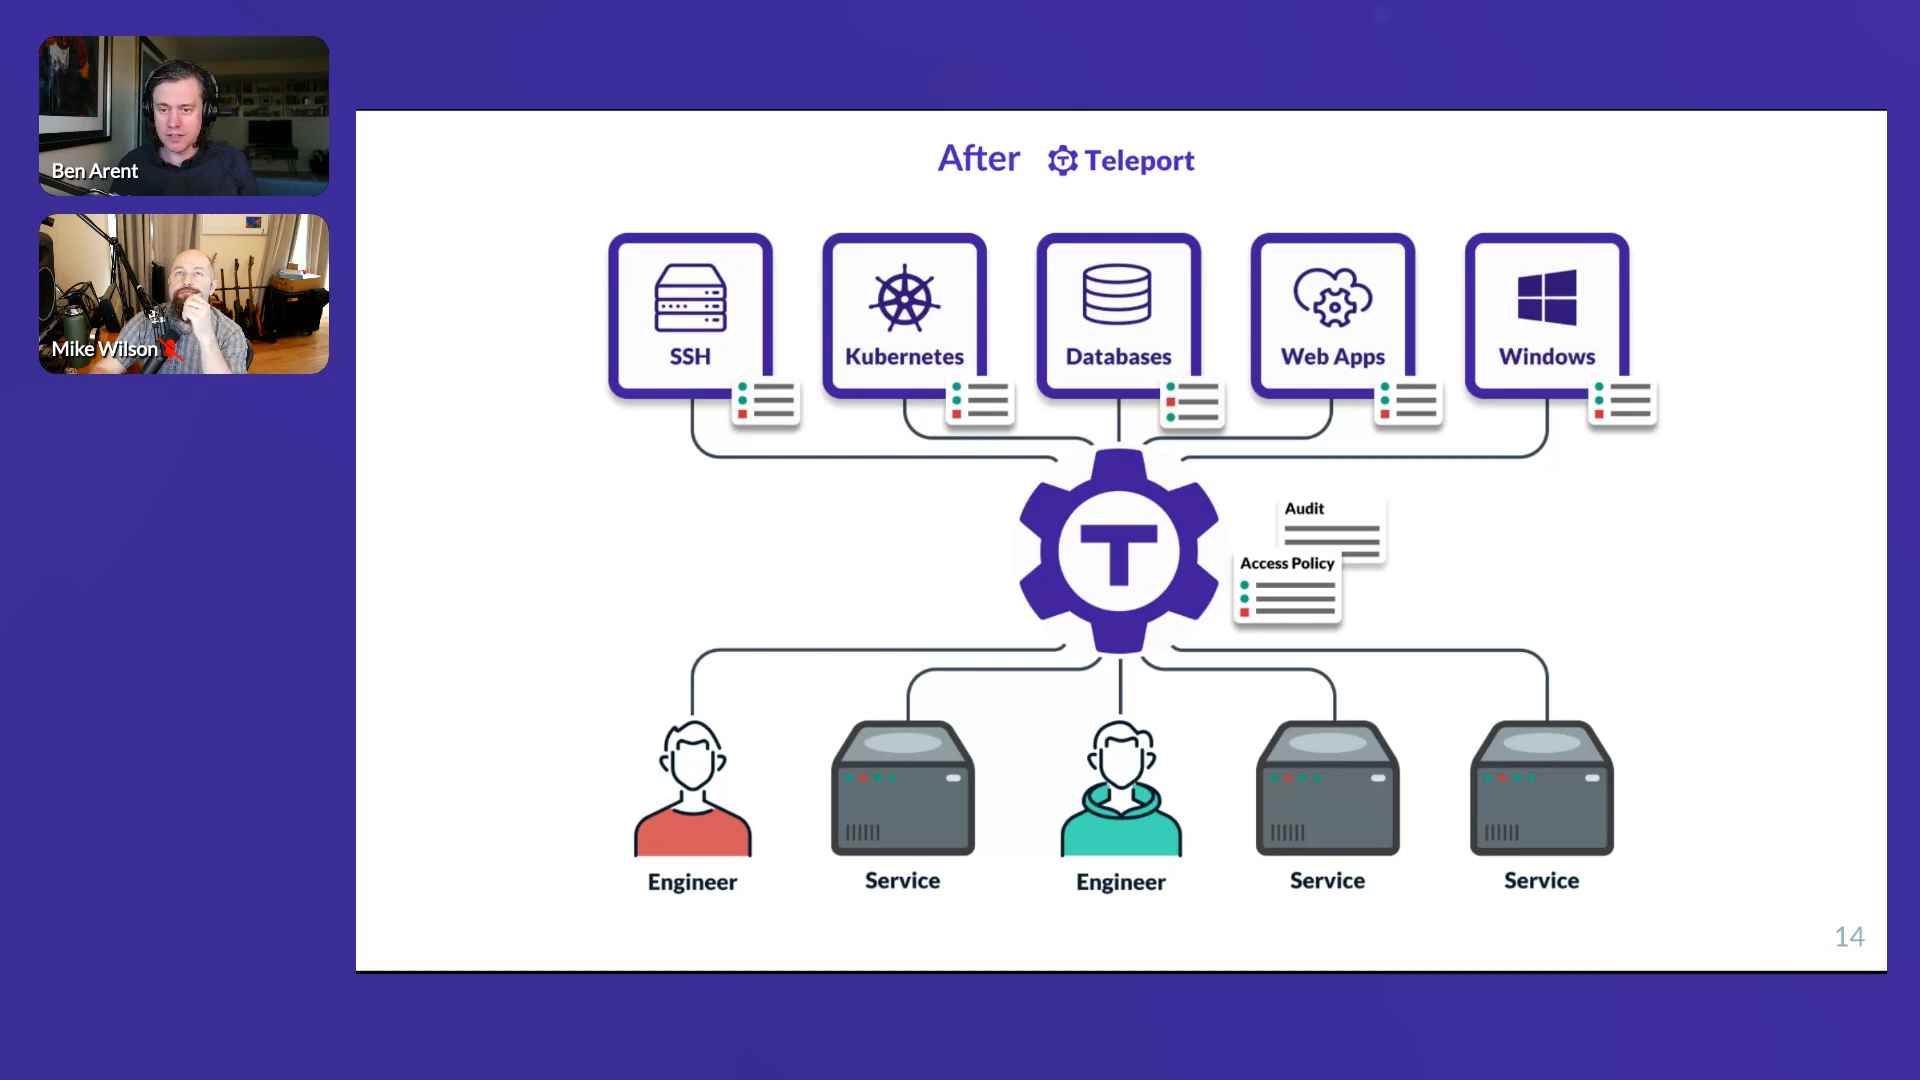 Ben Arent
Mike Wilson
After Teleport
SSH
Kubernetes
Databases
Web Apps
Windows
T
Audit
Access Policy
Engineer
Service
Engineer
Service
Service
14